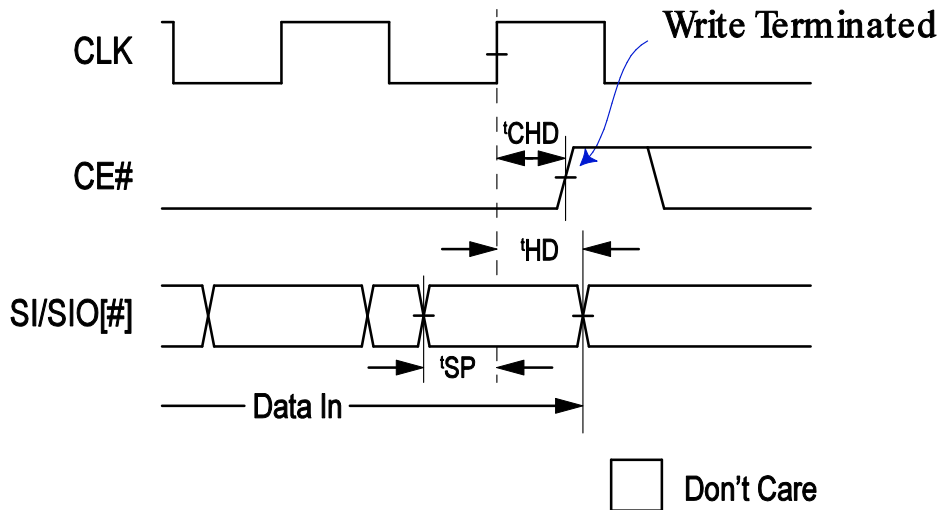 Write Terminated
CLK
tCHD
CE#
tHD
SI/SIO[#]
tSP
Data In
Don't Care